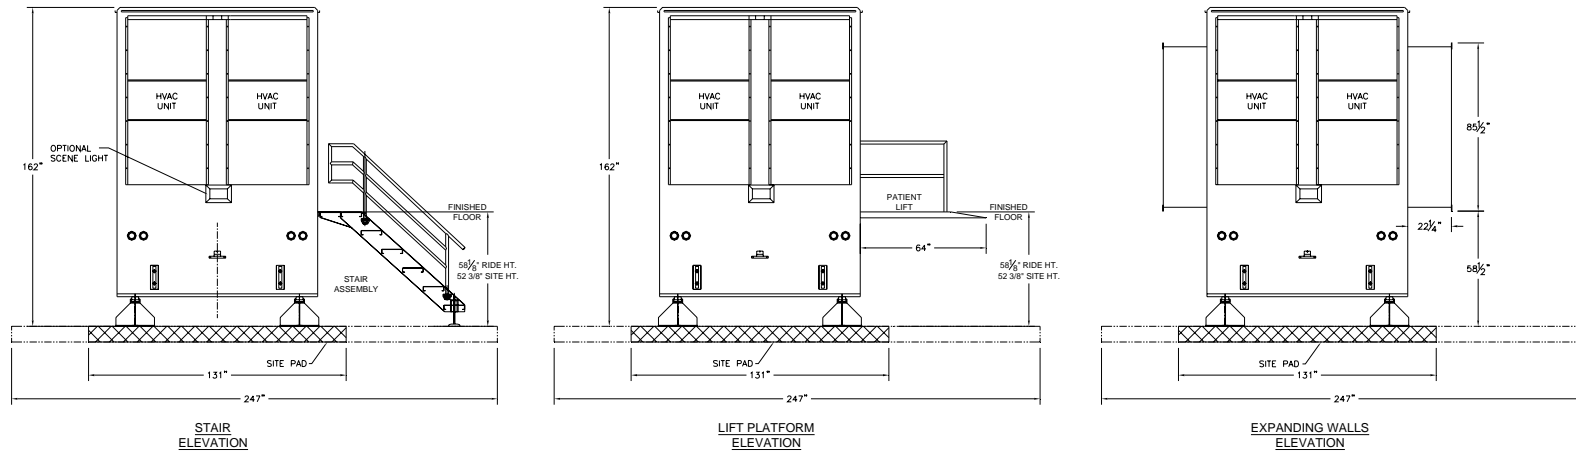 162"
HVAC
UNIT
HVAC
UNIT
OPTIONAL
SCENE LIGHT
FINISHED
FLOOR
58⅛" RIDE HT.
52 3/8" SITE HT.
STAIR
ASSEMBLY
SITE PAD
131"
247"
STAIR
ELEVATION
162"
HVAC
UNIT
HVAC
UNIT
PATIENT
LIFT
FINISHED
FLOOR
64"
58⅛" RIDE HT.
52 3/8" SITE HT.
SITE PAD
131"
247"
LIFT PLATFORM
ELEVATION
HVAC
UNIT
HVAC
UNIT
85½"
22¼"
58½"
SITE PAD
131"
247"
EXPANDING WALLS
ELEVATION